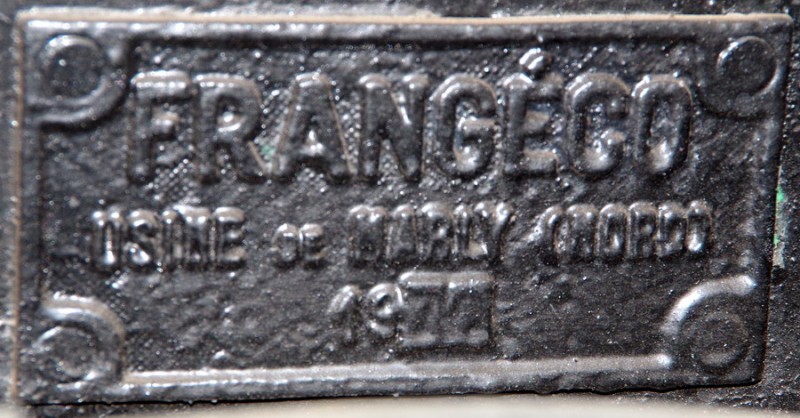 FRANGÉCO
USINE DE MARLY (NORD)